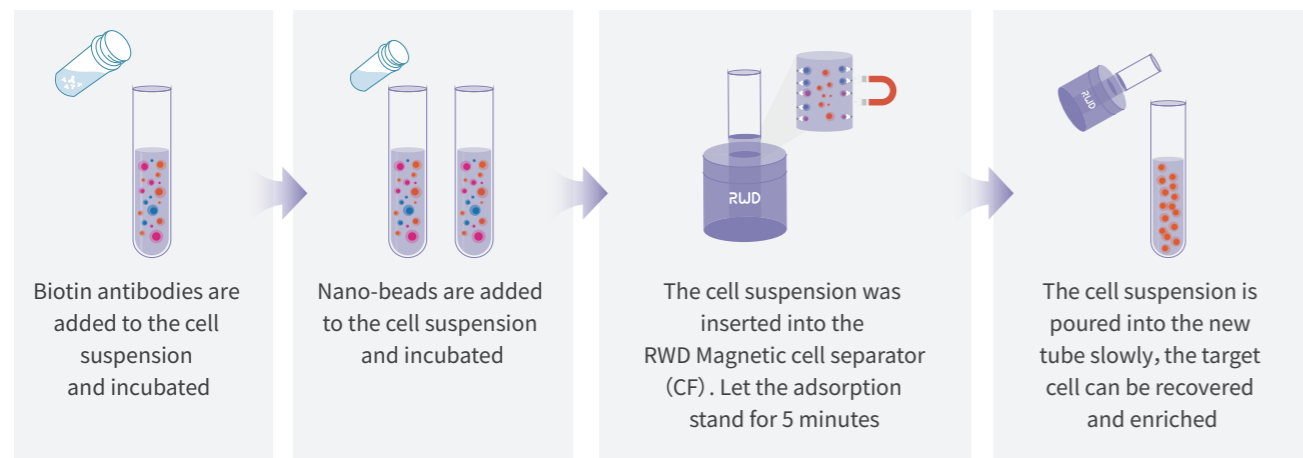 Biotin antibodies are
added to the cell
suspension
and incubated
Nano-beads are added
to the cell suspension
and incubated
RWD
The cell suspension was
inserted into the
RWD Magnetic cell separator
（CF）. Let the adsorption
stand for 5 minutes
RWD
The cell suspension is
poured into the new
tube slowly，the target
cell can be recovered
and enriched